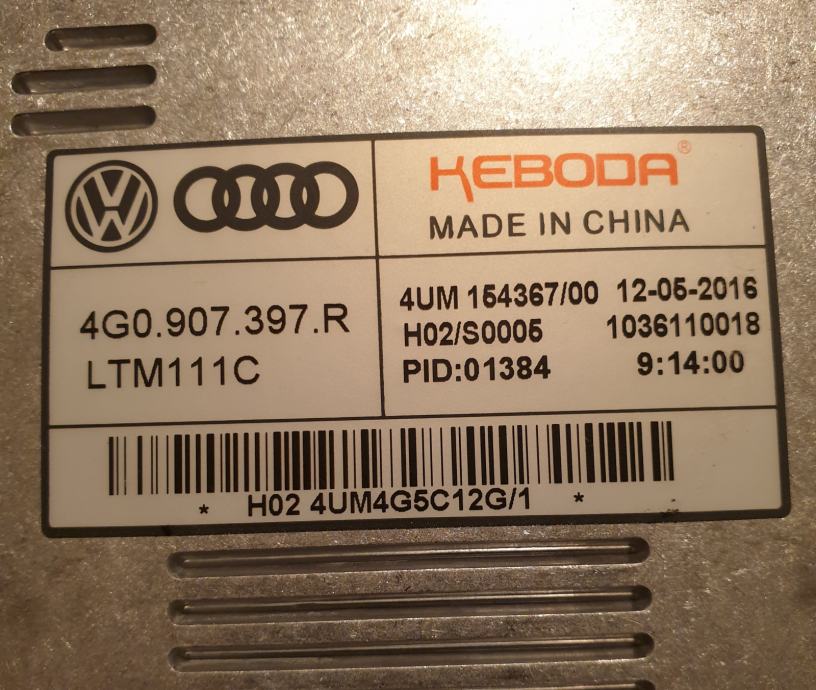 KEBODA®
MADE IN CHINA
4G0.907.397.R
LTM111C
4UM 154367/00 12-05-2016
H02/S0005 1036110018
PID:01384 9:14:00
* H02 4UM4G5C12G/1 *